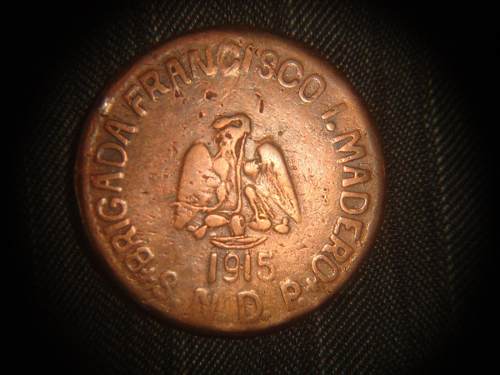 BRIGADA FRANCISCO I. MADERO
1915
S. N. D. P.